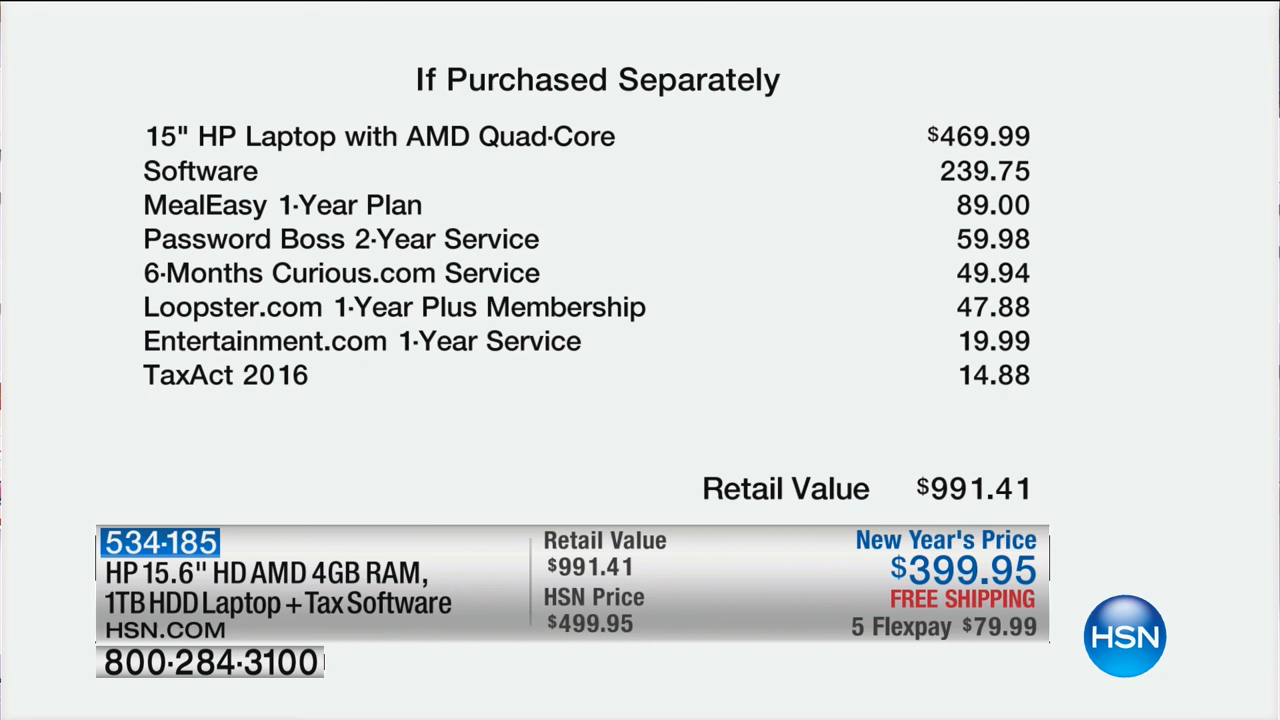 If Purchased Separately
15" HP Laptop with AMD Quad-Core $469.99
Software 239.75
MealEasy 1-Year Plan 89.00
Password Boss 2-Year Service 59.98
6-Months Curious.com Service 49.94
Loopster.com 1-Year Plus Membership 47.88
Entertainment.com 1-Year Service 19.99
TaxAct 2016 14.88
Retail Value $991.41
534-185
HP 15.6" HD AMD 4GB RAM,
1TB HDD Laptop + Tax Software
HSN.COM
800-284-3100
Retail Value
$991.41
HSN Price
$499.95
New Year's Price
$399.95
FREE SHIPPING
5 Flexpay $79.99
HSN